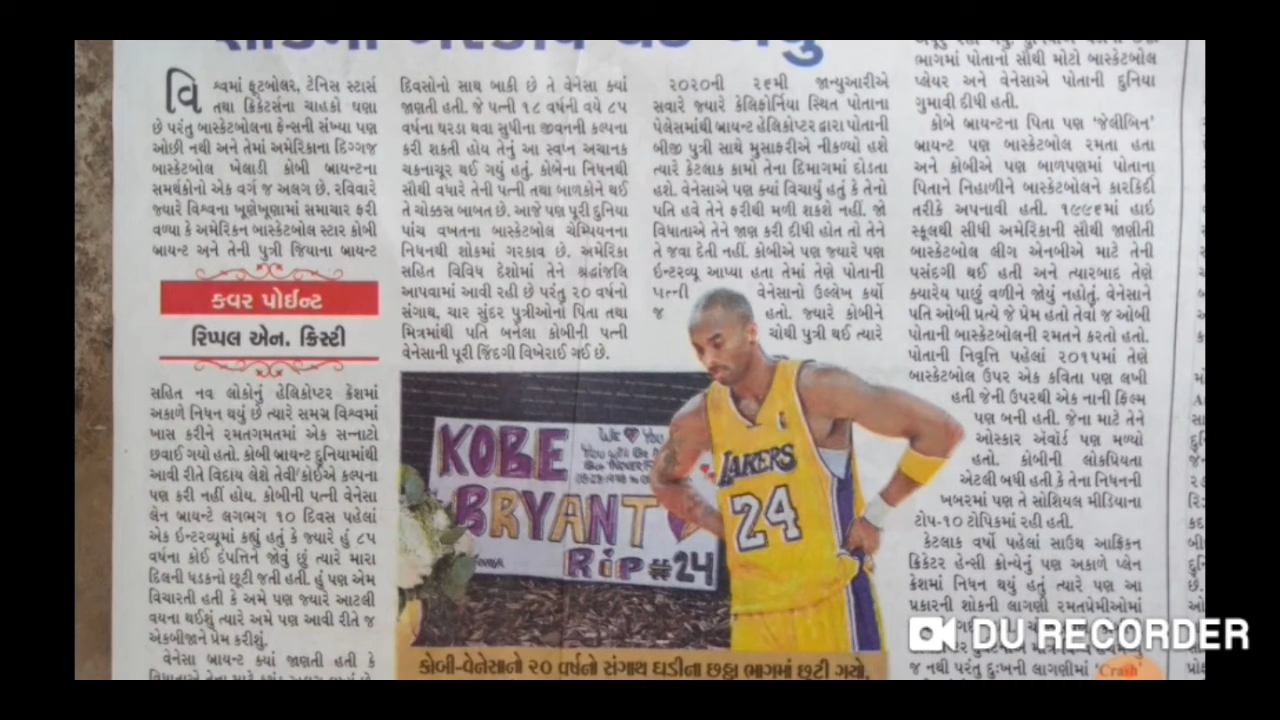 વિ
શ્વમાં ફૂટબોલર, ટેનિસ સ્ટાર્સ
તથા ક્રિકેટર્સના ચાહકો ઘણા
છે પરંતુ બાસ્કેટબોલના ફેન્સની સંખ્યા પણ
ઓછી નથી અને તેમાં અમેરિકાના દિગ્ગજ
બાસ્કેટબોલ ખેલાડી કોબી બ્રાયન્ટના
સમર્થકોનો એક વર્ગ જ અલગ છે. રવિવારે
જ્યારે વિશ્વના ખૂણેખૂણામાં સમાચાર ફરી
વળ્યા કે અમેરિકન બાસ્કેટબોલ સ્ટાર કોબી
બ્રાયન્ટ અને તેની પુત્રી જિયાના બ્રાયન્ટ
કવર પોઈન્ટ
રિપ્પલ એન. ક્રિસ્ટી
સહિત નવ લોકોનું હેલિકોપ્ટર ક્રેશમાં
અકાળે નિધન થયું છે ત્યારે સમગ્ર વિશ્વમાં
ખાસ કરીને રમતગમતમાં એક સન્નાટો
છવાઈ ગયો હતો. કોબી બ્રાયન્ટ દુનિયામાંથી
આવી રીતે વિદાય લેશે તેવી કોઈએ કલ્પના
પણ કરી નહીં હોય. કોબીની પત્ની વેનેસા
લેન બ્રાયન્ટે લગભગ ૧૦ દિવસ પહેલાં
એક ઇન્ટરવ્યૂમાં કહ્યું હતું કે જ્યારે હું ૮૫
વર્ષના કોઈ દંપતિને જોવું છું ત્યારે મારા
દિલની ધડકનો છૂટી જતી હતી. હું પણ એમ
વિચારતી હતી કે અમે પણ જ્યારે આટલી
વયના થઈશું ત્યારે અમે પણ આવી રીતે જ
એકબીજાને પ્રેમ કરીશું.
વેનેસા બ્રાયન્ટ ક્યાં જાણતી હતી કે
દિવસોનો સાથ બાકી છે તે વેનેસા ક્યાં
જાણતી હતી. જે પત્ની ૧૮ વર્ષની વયે ૮૫
વર્ષના ઘરડા થવા સુધીના જીવનની કલ્પના
કરી શકતી હોય તેનું આ સ્વપ્ન અચાનક
ચકનાચૂર થઈ ગયું હતું. કોબેના નિધનથી
સૌથી વધારે તેની પત્ની તથા બાળકોને થઈ
તે ચોક્કસ બાબત છે. આજે પણ પૂરી દુનિયા
પાંચ વખતના બાસ્કેટબોલ ચેમ્પિયનના
નિધનથી શોકમાં ગરકાવ છે. અમેરિકા
સહિત વિવિધ દેશોમાં તેને શ્રદ્ધાંજલિ
આપવામાં આવી રહી છે પરંતુ ૨૦ વર્ષનો
સંગાથ, ચાર સુંદર પુત્રીઓનો પિતા તથા
મિત્રમાંથી પતિ બનેલા કોબીની પત્ની
વેનેસાની પૂરી જિંદગી વિખેરાઈ ગઈ છે.
KOBE
WE YOU
BRYANT
RiP #24
LAKERS
24
કોબી-વેનેસાનો ૨૦ વર્ષનો સંગાથ ઘડીના છઠ્ઠા ભાગમાં છૂટી ગયો.
૨૦૨૦ની ૨૬મી જાન્યુઆરીએ
સવારે જ્યારે કેલિફોર્નિયા સ્થિત પોતાના
પેલેસમાંથી બ્રાયન્ટ હેલિકોપ્ટર દ્વારા પોતાની
બીજી પુત્રી સાથે મુસાફરીએ નીકળ્યો હશે
ત્યારે કેટલાક કામો તેના દિમાગમાં દોડતા
હશે. વેનેસાએ પણ ક્યાં વિચાર્યું હતું કે તેનો
પતિ હવે તેને ફરીથી મળી શકશે નહીં. જો
વિધાતાએ તેને જાણ કરી દીધી હોત તો તેને
તે જવા દેતી નહીં. કોબીએ પણ જ્યારે પણ
ઇન્ટરવ્યૂ આપ્યા હતા તેમાં તેણે પોતાની
પત્ની વેનેસાનો ઉલ્લેખ કર્યો
જ હતો. જ્યારે કોબીને
ચોથી પુત્રી થઈ ત્યારે
ભાગમાં પોતાનો સૌથી મોટો બાસ્કેટબોલ
પ્લેયર અને વેનેસાએ પોતાની દુનિયા
ગુમાવી દીધી હતી.
કોબે બ્રાયન્ટના પિતા પણ ‘જેલીબિન’
બ્રાયન્ટ પણ બાસ્કેટબોલ રમતા હતા
અને કોબીએ પણ બાળપણમાં પોતાના
પિતાને નિહાળીને બાસ્કેટબોલને કારકિર્દી
તરીકે અપનાવી હતી. ૧૯૯૬માં હાઇ
સ્કૂલથી સીધી અમેરિકાની સૌથી જાણીતી
બાસ્કેટબોલ લીગ એનબીએ માટે તેની
પસંદગી થઈ હતી અને ત્યારબાદ તેણે
ક્યારેય પાછું વળીને જોયું નહોતું. વેનેસાને
પતિ ઓબી પ્રત્યે જે પ્રેમ હતો તેવો જ ઓબી
પોતાની બાસ્કેટબોલની રમતને કરતો હતો.
પોતાની નિવૃત્તિ પહેલાં ૨૦૧૫માં તેણે
બાસ્કેટબોલ ઉપર એક કવિતા પણ લખી
હતી જેની ઉપરથી એક નાની ફિલ્મ
પણ બની હતી. જેના માટે તેને
ઓસ્કાર એવોર્ડ પણ મળ્યો
હતો. કોબીની લોકપ્રિયતા
એટલી બધી હતી કે તેના નિધનની
ખબરમાં પણ તે સોશિયલ મીડિયાના
ટોપ-૧૦ ટોપિકમાં રહી હતી.
કેટલાક વર્ષો પહેલાં સાઉથ આફ્રિકન
ક્રિકેટર હેન્સી ક્રોન્યેનું પણ અકાળે પ્લેન
ક્રેશમાં નિધન થયું હતું ત્યારે પણ આ
પ્રકારની શોકની લાગણી રમતપ્રેમીઓમાં
જ નથી પરંતુ દુઃખની લાગણીમાં ‘Crash’
DU RECORDER